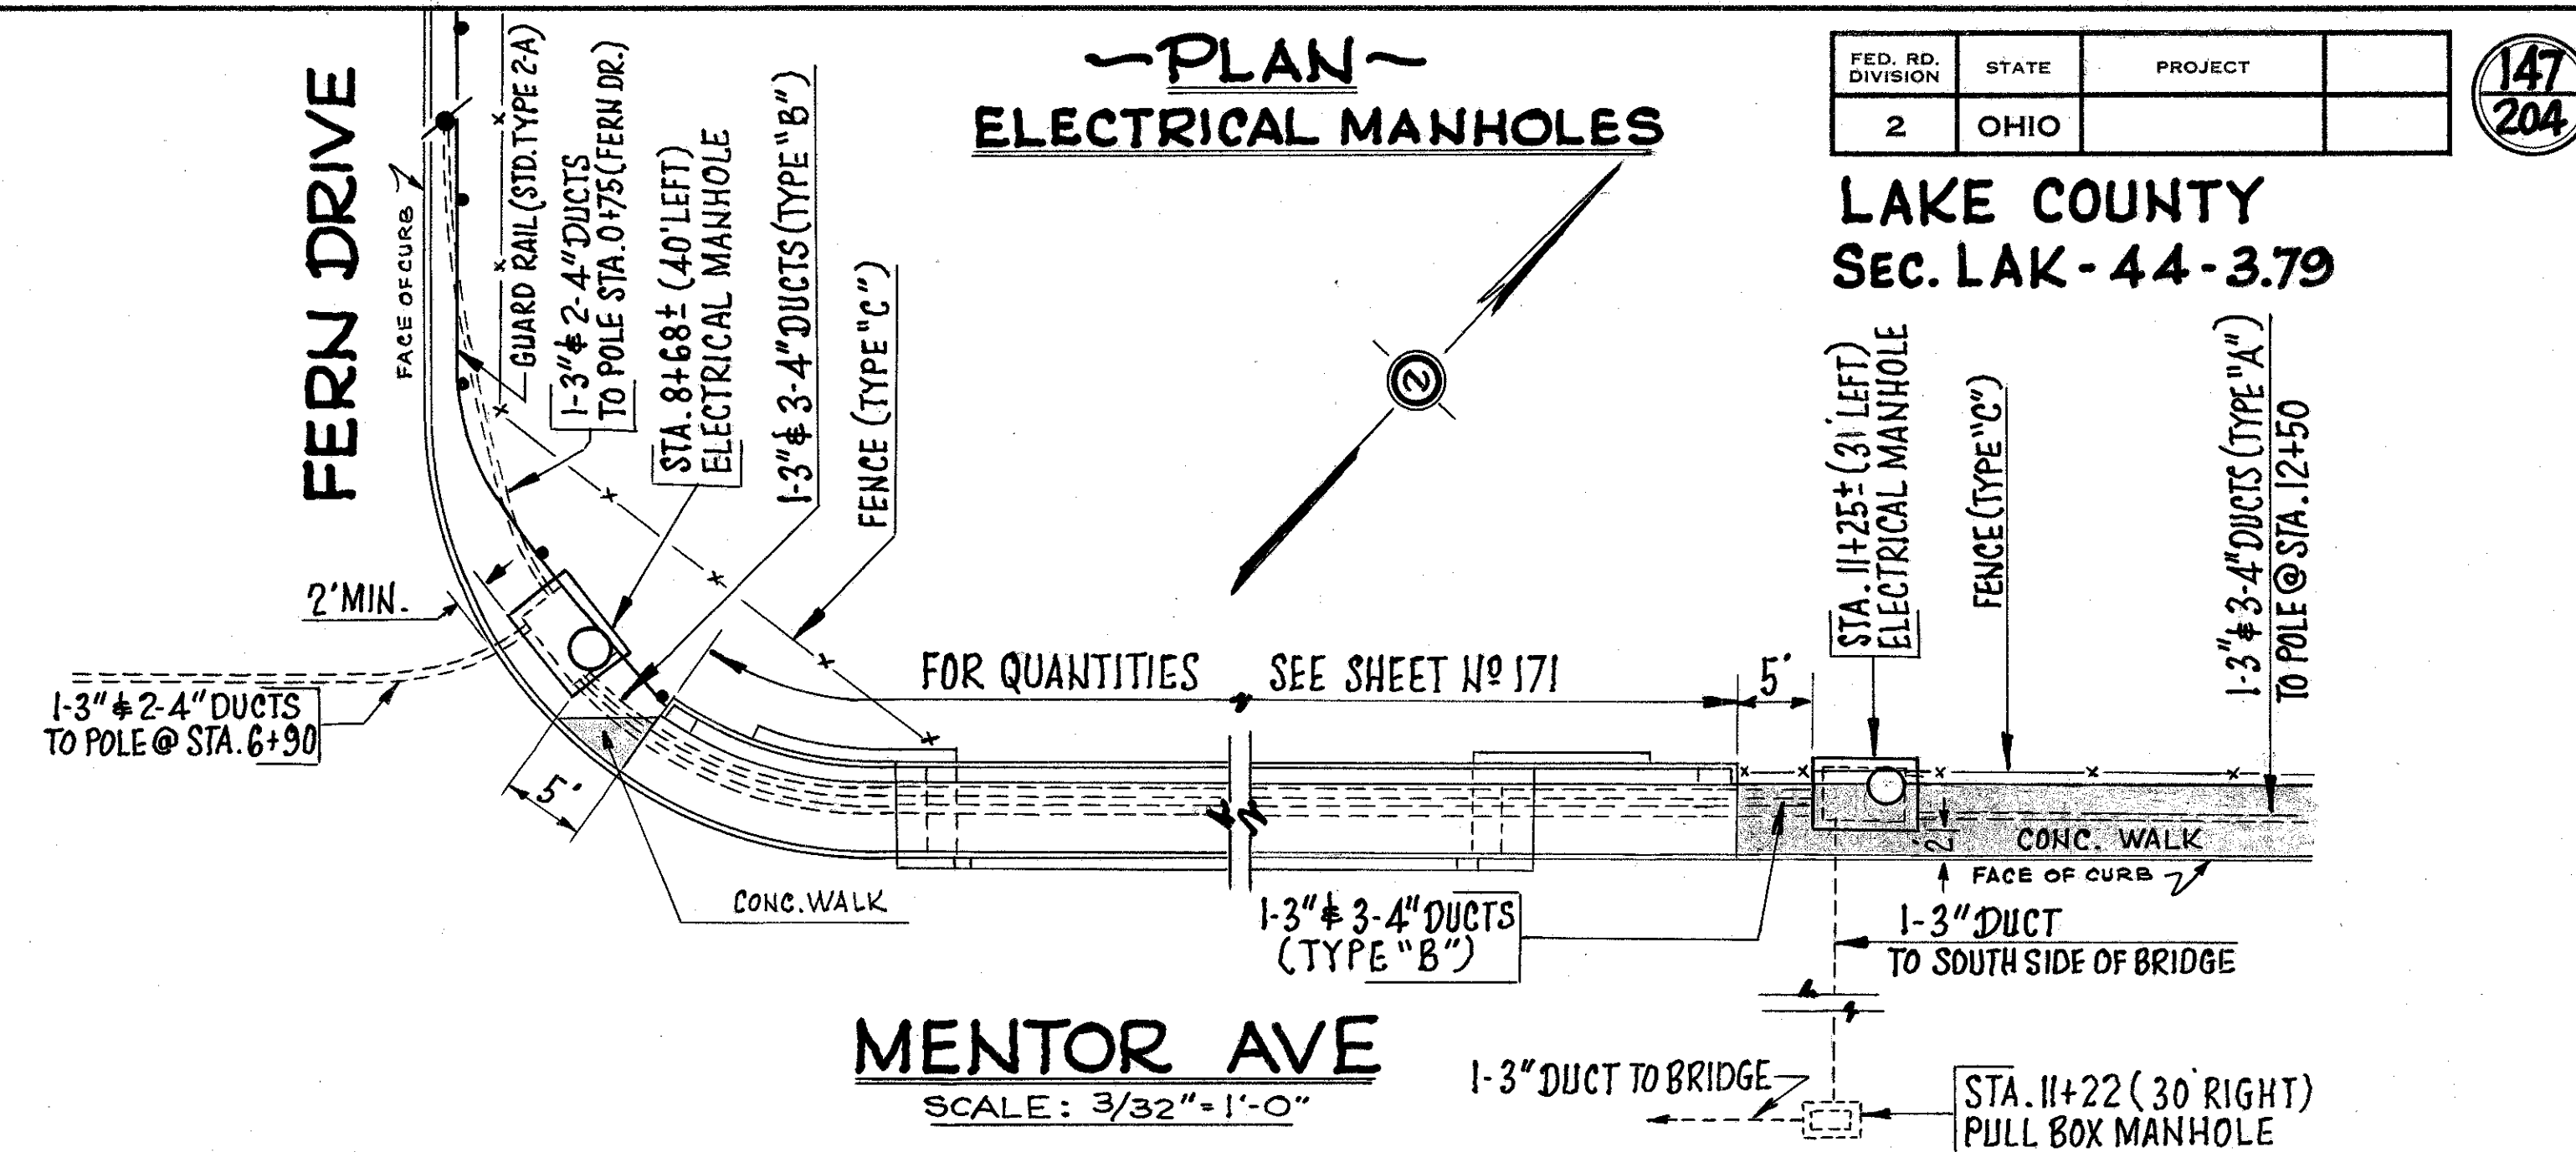 ~PLAN~
ELECTRICAL MANHOLES
FED. RD. DIVISION
STATE
PROJECT
2
OHIO
147
204
LAKE COUNTY
SEC. LAK-44-3.79
FERN DRIVE
FACE OF CURB
GUARD RAIL (STD. TYPE 2-A)
1-3" & 2-4" DUCTS
TO POLE STA. 0+75 (FERN DR.)
STA. 8+68± (40' LEFT)
ELECTRICAL MANHOLE
1-3" & 3-4" DUCTS (TYPE "B")
FENCE (TYPE "C")
STA. 11+25± (31' LEFT)
ELECTRICAL MANHOLE
FENCE (TYPE "C")
1-3" & 3-4" DUCTS (TYPE "A")
TO POLE @ STA. 12+50
N
2' MIN.
1-3" & 2-4" DUCTS
TO POLE @ STA. 6+90
FOR QUANTITIES SEE SHEET Nº 171
5'
5'
CONC. WALK
2'
CONC. WALK
FACE OF CURB
1-3" & 3-4" DUCTS
(TYPE "B")
1-3" DUCT
TO SOUTH SIDE OF BRIDGE
MENTOR AVE
SCALE: 3/32" = 1'-0"
1-3" DUCT TO BRIDGE
STA. 11+22 (30' RIGHT)
PULL BOX MANHOLE